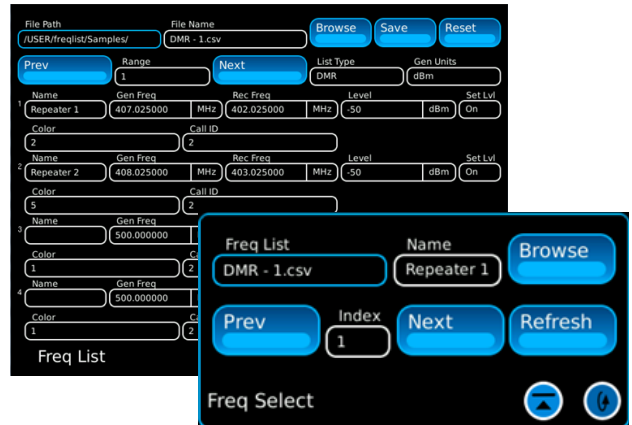 File Path File Name
/USER/freqlist/Samples/ DMR - 1.csv Browse Save Reset
Prev Range Next List Type Gen Units
1 DMR dBm
Name Gen Freq Rec Freq Level Set Lvl
1 Repeater 1 407.025000 MHz 402.025000 MHz -50 dBm On
Color Call ID
2 2
Name Gen Freq Rec Freq Level Set Lvl
2 Repeater 2 408.025000 MHz 403.025000 MHz -50 dBm On
Color Call ID
5 2
Name Gen Freq
3 500.000000
Color
1 2
Name Gen Freq
4 500.000000
Color
1 2
Freq List
Freq List Name
DMR - 1.csv Repeater 1 Browse
Prev Index Next Refresh
1
Freq Select